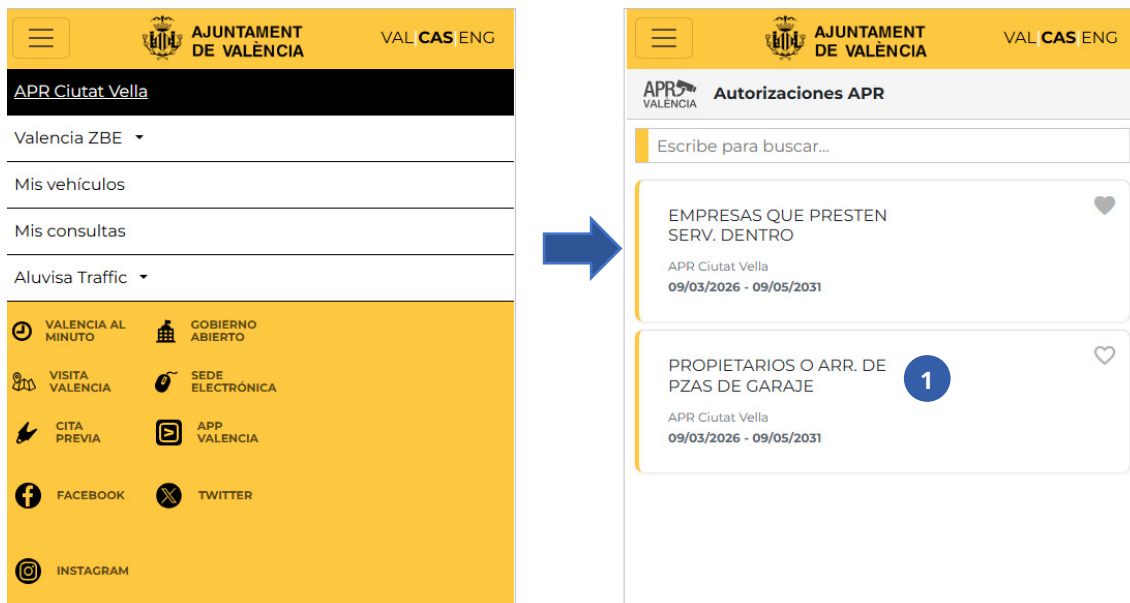 AJUNTAMENT
DE VALÈNCIA
VAL|CAS|ENG
APR Ciutat Vella
Valencia ZBE
Mis vehículos
Mis consultas
Aluvisa Traffic
VALENCIA AL
MINUTO
GOBIERNO
ABIERTO
VISITA
VALENCIA
SEDE
ELECTRÓNICA
CITA
PREVIA
APP
VALENCIA
FACEBOOK
TWITTER
INSTAGRAM
AJUNTAMENT
DE VALÈNCIA
VAL|CAS|ENG
APR
VALÈNCIA
Autorizaciones APR
Escribe para buscar...
EMPRESAS QUE PRESTEN
SERV. DENTRO
APR Ciutat Vella
09/03/2026 - 09/05/2031
PROPIETARIOS O ARR. DE
PZAS DE GARAJE
1
APR Ciutat Vella
09/03/2026 - 09/05/2031